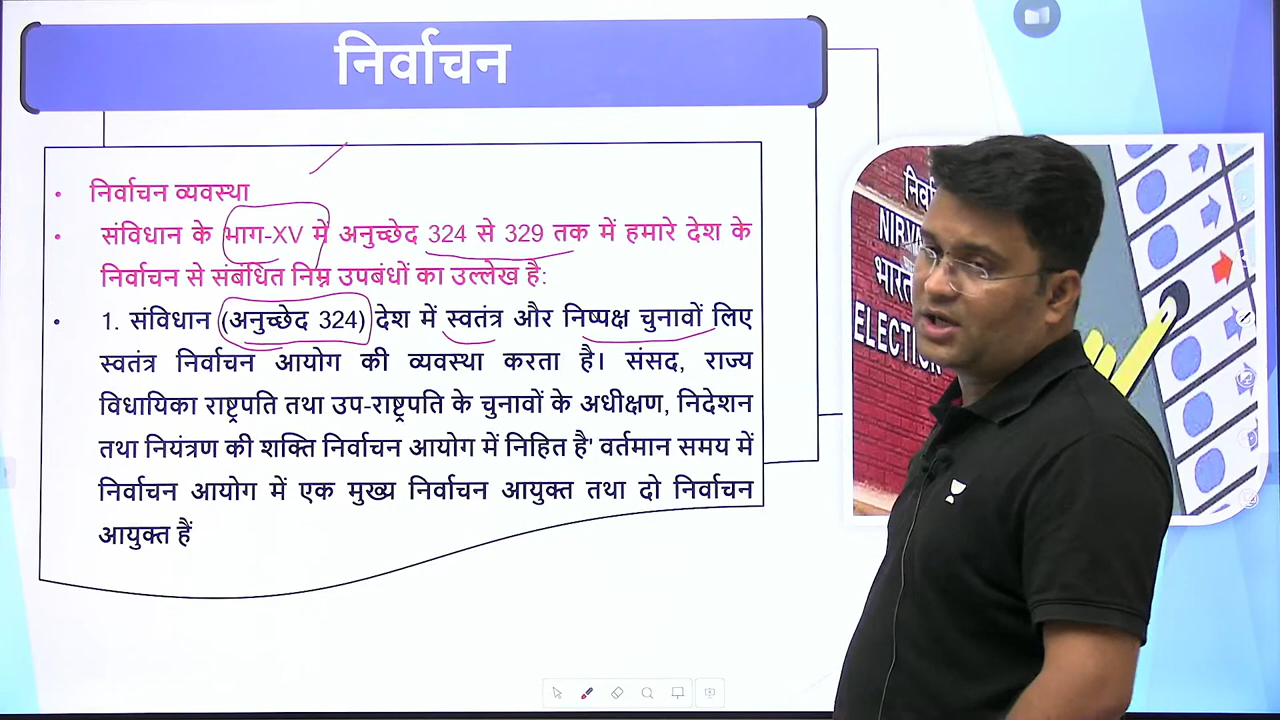 निर्वाचन
निर्वाचन व्यवस्था
संविधान के भाग-XV में अनुच्छेद 324 से 329 तक में हमारे देश के
निर्वाचन से संबंधित निम्न उपबंधों का उल्लेख है:
1. संविधान (अनुच्छेद 324) देश में स्वतंत्र और निष्पक्ष चुनावों लिए
स्वतंत्र निर्वाचन आयोग की व्यवस्था करता है। संसद, राज्य
विधायिका राष्ट्रपति तथा उप-राष्ट्रपति के चुनावों के अधीक्षण, निदेशन
तथा नियंत्रण की शक्ति निर्वाचन आयोग में निहित है' वर्तमान समय में
निर्वाचन आयोग में एक मुख्य निर्वाचन आयुक्त तथा दो निर्वाचन
आयुक्त हैं
भारत
ELECTION